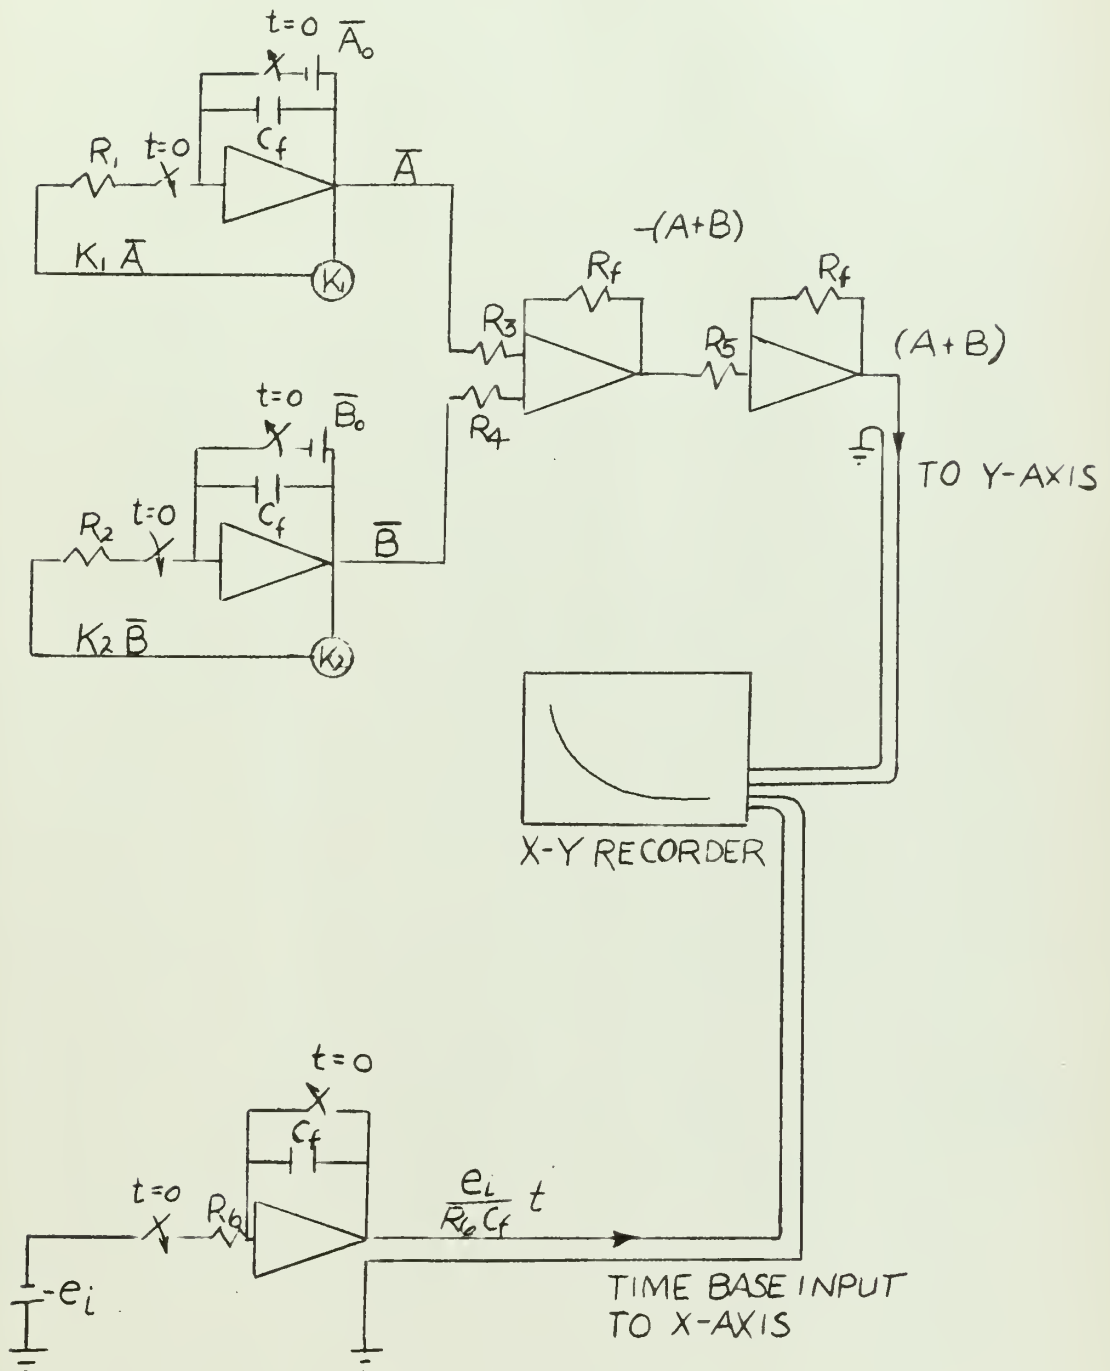 t=0 A̅₀
C_f
R₁ t=0
A̅
K₁ A̅
K₁
-(A+B)
R_f
R_f
R₃
R₅
(A+B)
R₄
t=0 B̅₀
TO Y-AXIS
C_f
R₂ t=0
B̅
K₂ B̅
K₂
X-Y RECORDER
t=0
C_f
t=0 R₆
e_i/R₆C_f t
-e_i
TIME BASE INPUT
TO X-AXIS